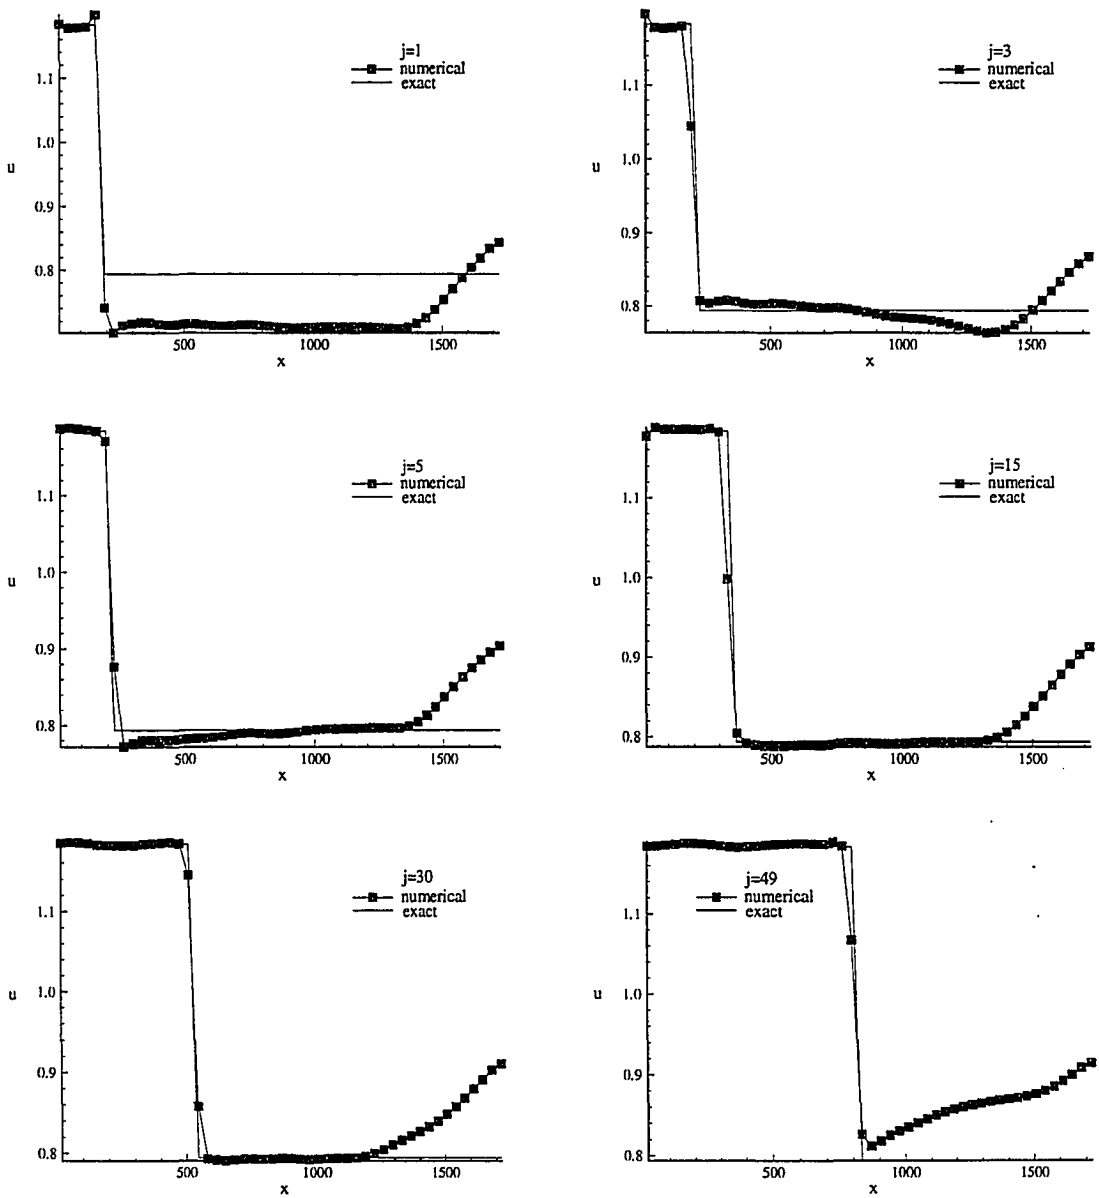 j=1
numerical
exact
1.1
1.0
u
0.9
0.8
500 1000 1500
x
j=3
numerical
exact
1.1
1.0
u
0.9
0.8
500 1000 1500
x
j=5
numerical
exact
1.1
1.0
u
0.9
0.8
500 1000 1500
x
j=15
numerical
exact
1.1
1.0
u
0.9
0.8
500 1000 1500
x
j=30
numerical
exact
1.1
1.0
u
0.9
0.8
500 1000 1500
x
j=49
numerical
exact
1.1
1.0
u
0.9
0.8
500 1000 1500
x